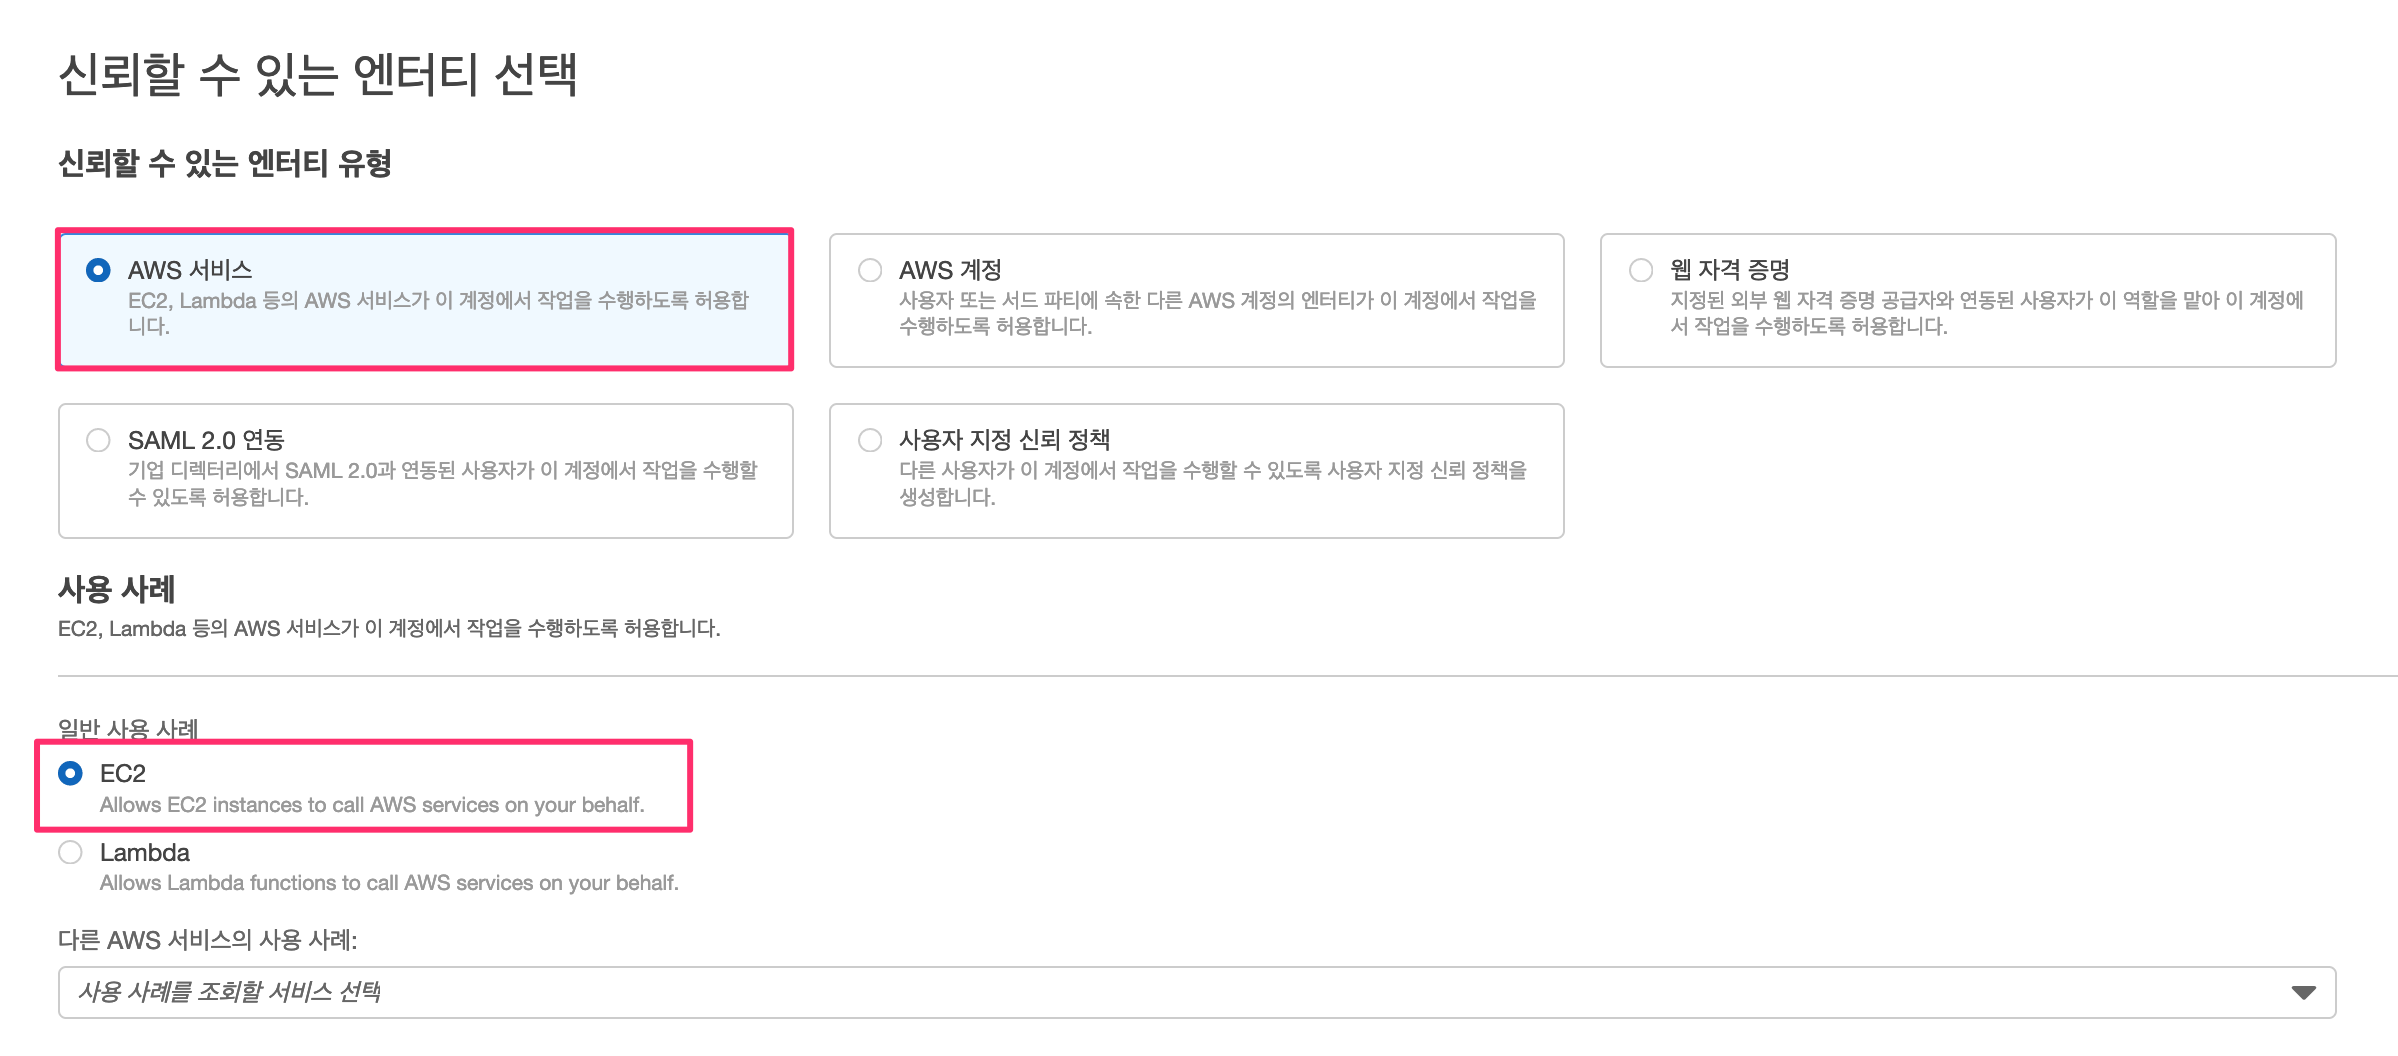 신뢰할 수 있는 엔터티 선택
신뢰할 수 있는 엔터티 유형
AWS 서비스
EC2, Lambda 등의 AWS 서비스가 이 계정에서 작업을 수행하도록 허용합
니다.
AWS 계정
사용자 또는 서드 파티에 속한 다른 AWS 계정의 엔터티가 이 계정에서 작업을
수행하도록 허용합니다.
웹 자격 증명
지정된 외부 웹 자격 증명 공급자와 연동된 사용자가 이 역할을 맡아 이 계정에
서 작업을 수행하도록 허용합니다.
SAML 2.0 연동
기업 디렉터리에서 SAML 2.0과 연동된 사용자가 이 계정에서 작업을 수행할
수 있도록 허용합니다.
사용자 지정 신뢰 정책
다른 사용자가 이 계정에서 작업을 수행할 수 있도록 사용자 지정 신뢰 정책을
생성합니다.
사용 사례
EC2, Lambda 등의 AWS 서비스가 이 계정에서 작업을 수행하도록 허용합니다.
일반 사용 사례
EC2
Allows EC2 instances to call AWS services on your behalf.
Lambda
Allows Lambda functions to call AWS services on your behalf.
다른 AWS 서비스의 사용 사례:
사용 사례를 조회할 서비스 선택